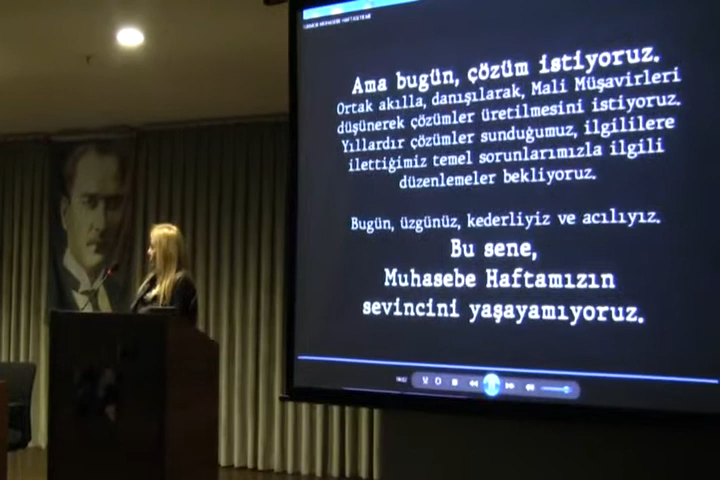 Ama bugün, çözüm istiyoruz.
Ortak akılla, danışılarak, Mali Müşavirleri
düşünerek çözümler üretilmesini istiyoruz.
Yıllardır çözümler sunduğumuz, ilgililere
ilettiğimiz temel sorunlarımızla ilgili
düzenlemeler bekliyoruz.
Bugün, üzgünüz, kederliyiz ve acılıyız.
Bu sene,
Muhasebe Haftamızın
sevincini yaşayamıyoruz.